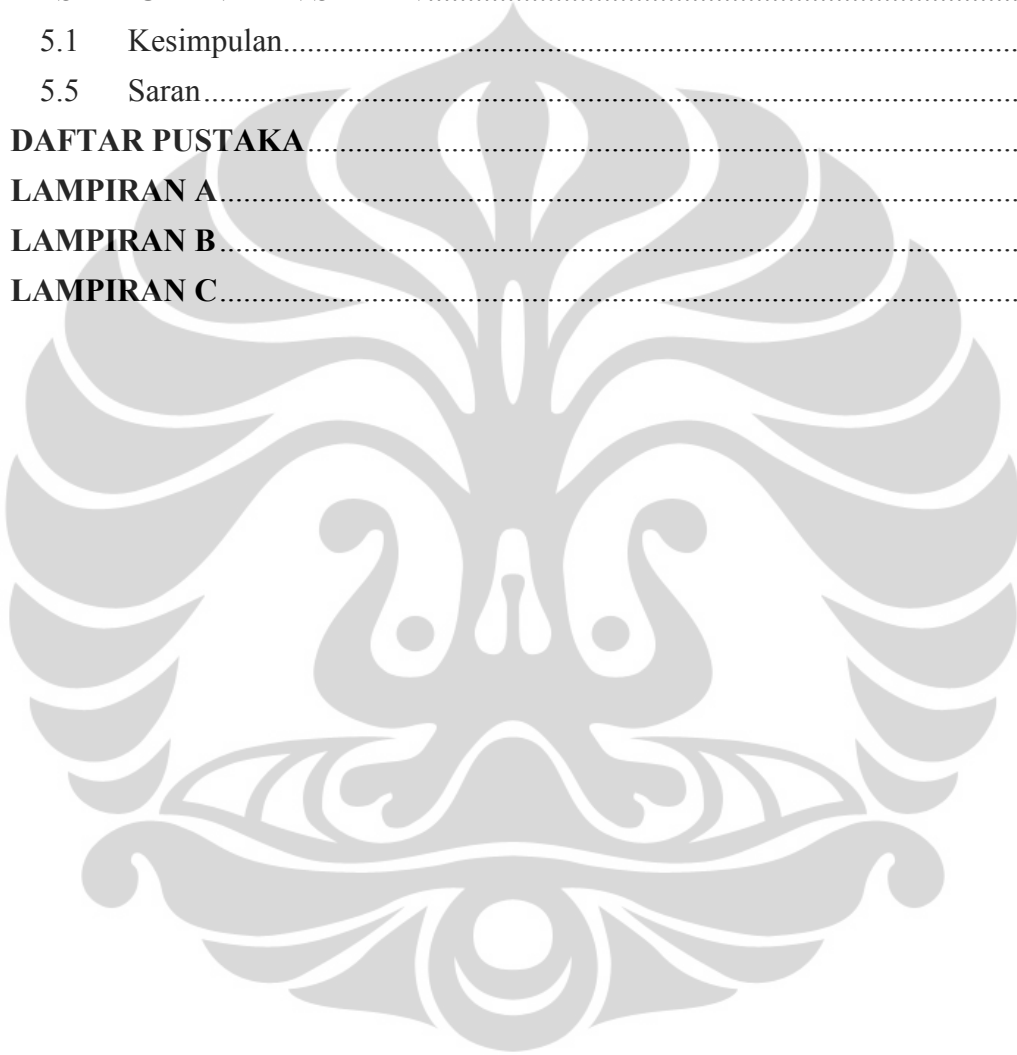 5.1 Kesimpulan........................................................................
5.5 Saran........................................................................
DAFTAR PUSTAKA........................................................................
LAMPIRAN A........................................................................
LAMPIRAN B........................................................................
LAMPIRAN C........................................................................